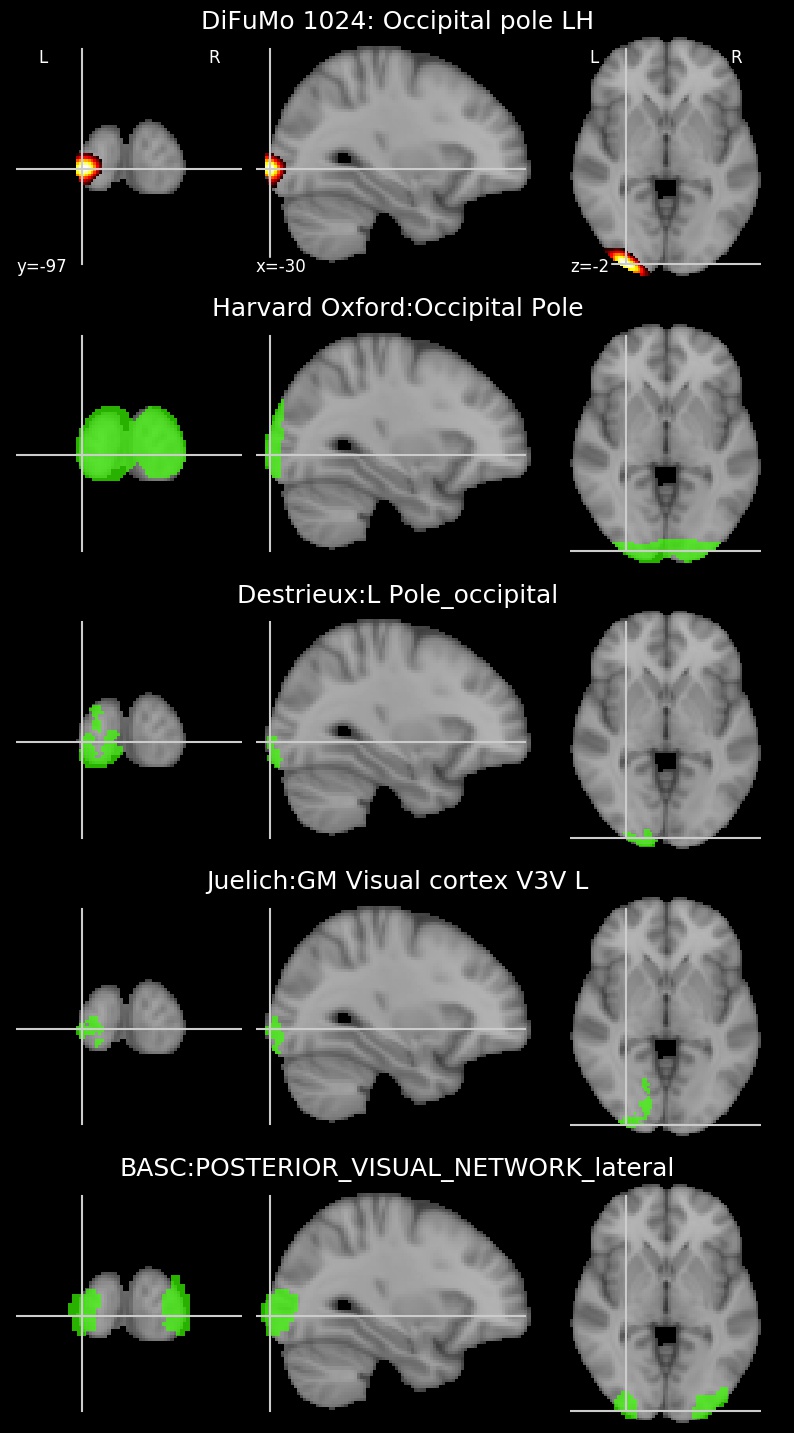 DiFuMo 1024: Occipital pole LH
L R L R
y=-97 x=-30 z=-2
Harvard Oxford:Occipital Pole
Destrieux:L Pole_occipital
Juelich:GM Visual cortex V3V L
BASC:POSTERIOR_VISUAL_NETWORK_lateral